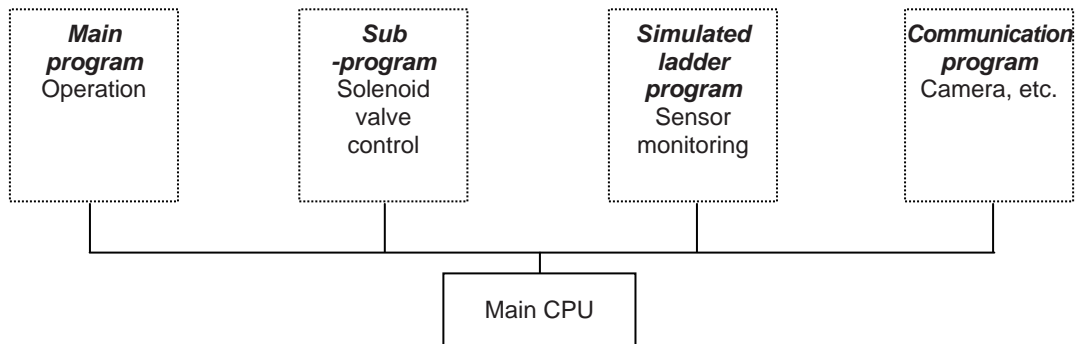 Main
program
Operation
Sub
-program
Solenoid
valve
control
Simulated
ladder
program
Sensor
monitoring
Communication
program
Camera, etc.
Main CPU